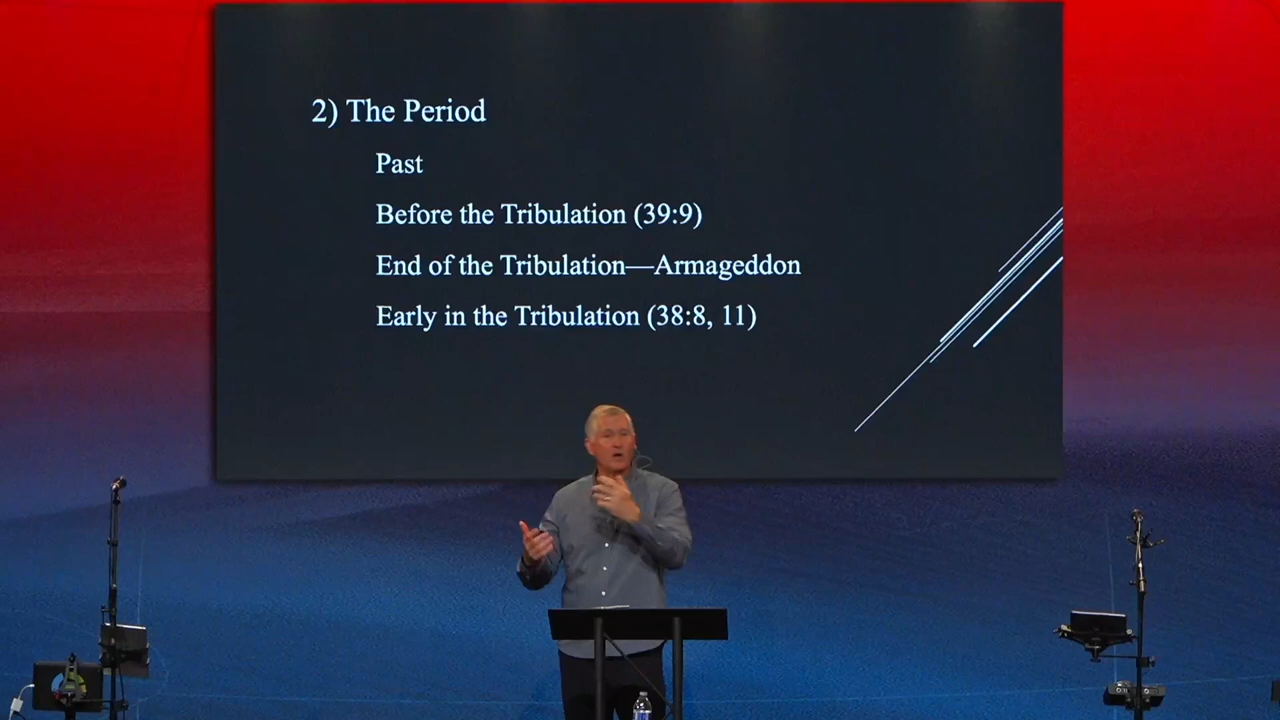 2) The Period
Past
Before the Tribulation (39:9)
End of the Tribulation—Armageddon
Early in the Tribulation (38:8, 11)